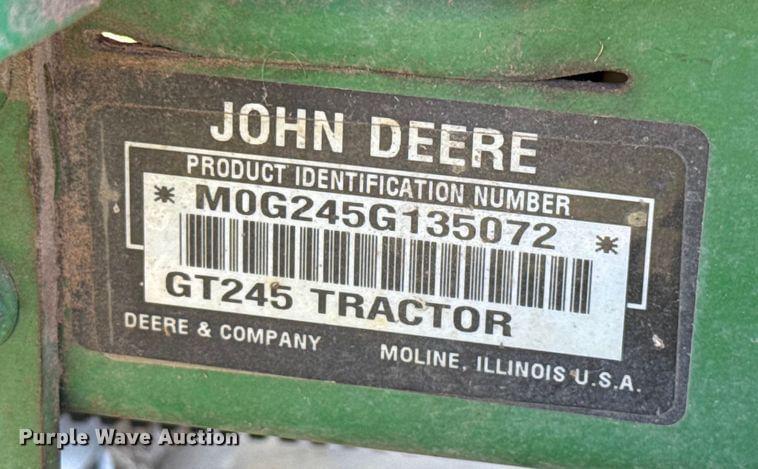 JOHN DEERE
PRODUCT IDENTIFICATION NUMBER
* M0G245G135072 *
GT245 TRACTOR
DEERE & COMPANY
MOLINE, ILLINOIS U.S.A.
Purple Wave Auction